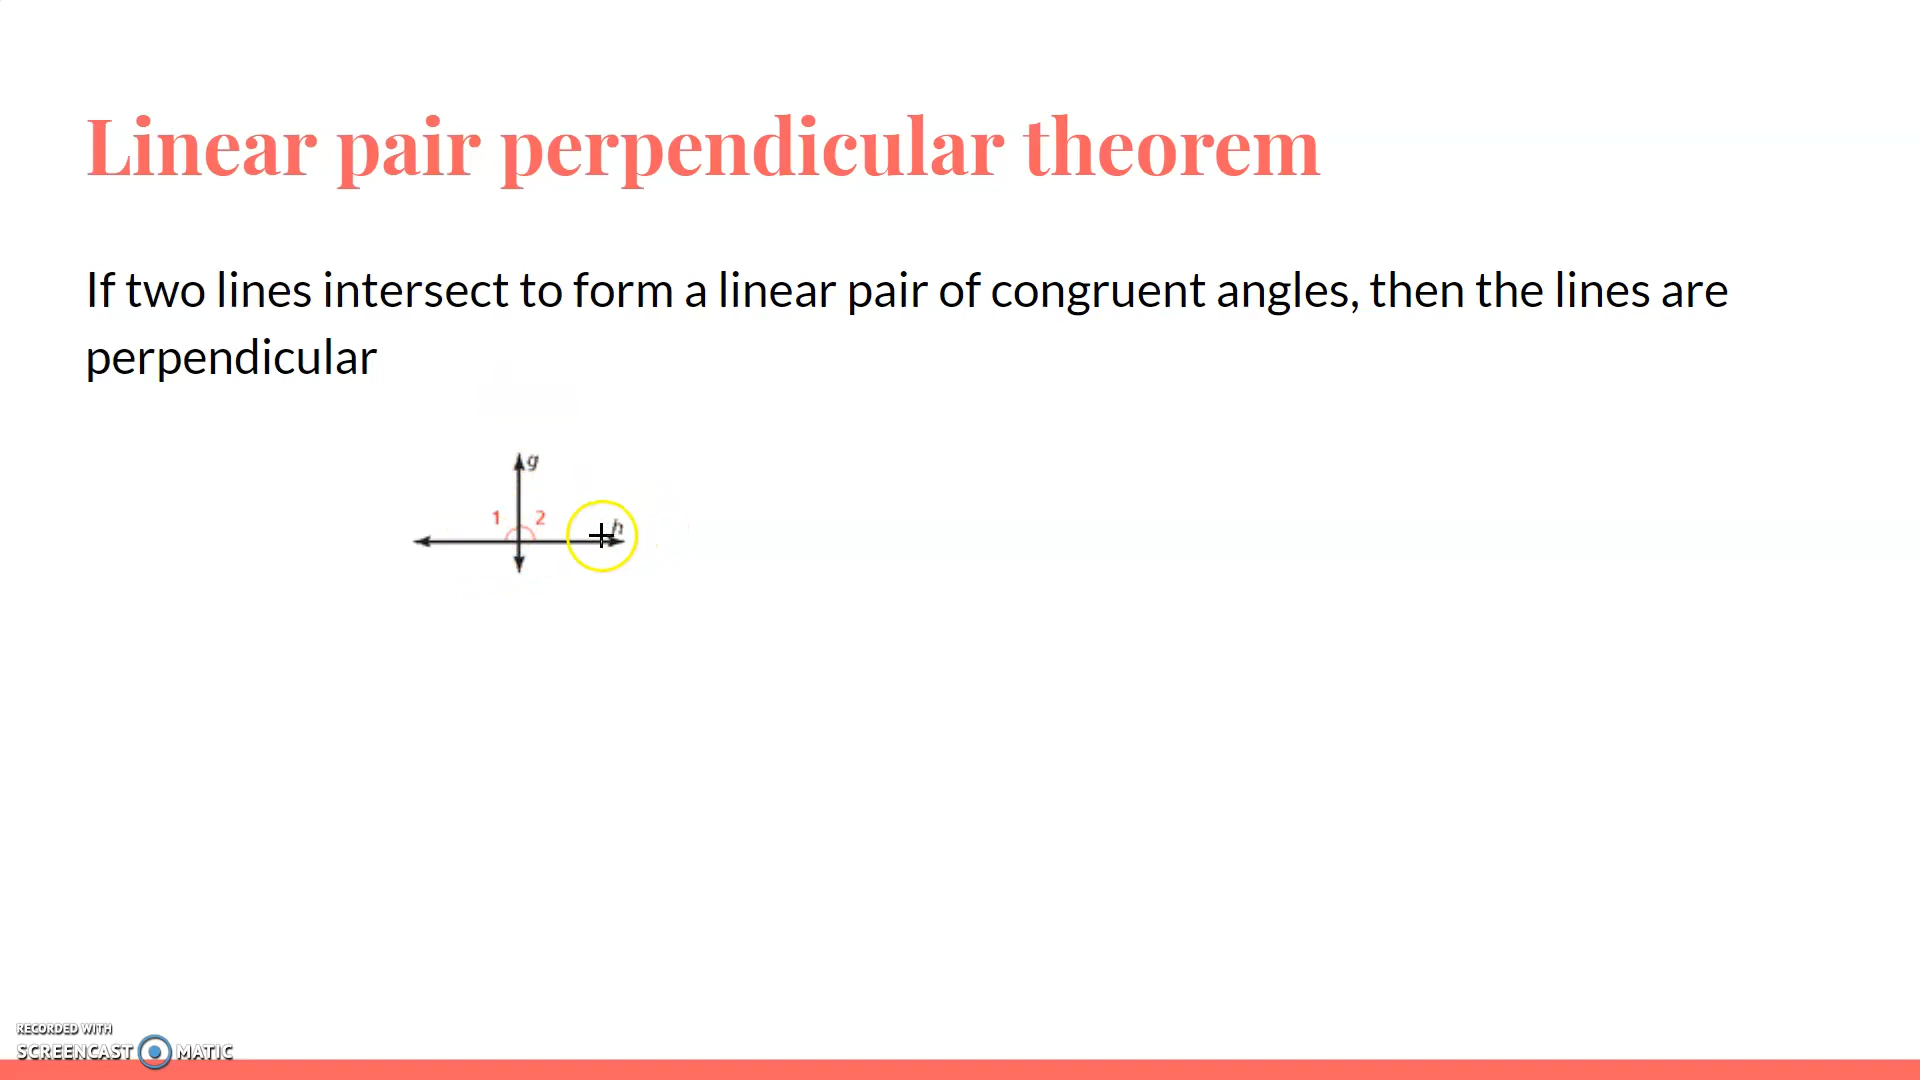 Linear pair perpendicular theorem
If two lines intersect to form a linear pair of congruent angles, then the lines are
perpendicular
g
1 2
h
RECORDED WITH
SCREENCAST MATIC